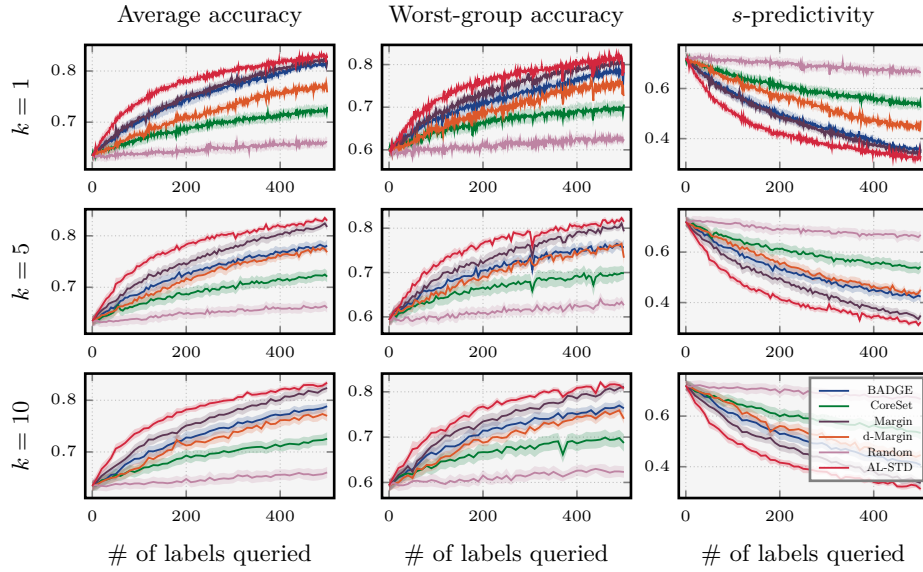 Average accuracy Worst-group accuracy s-predictivity
k = 1
0.8
0.7
0 200 400
0.8
0.7
0.6
0 200 400
0.6
0.4
0 200 400
k = 5
0.8
0.7
0 200 400
0.8
0.7
0.6
0 200 400
0.6
0.4
0 200 400
k = 10
0.8
0.7
0 200 400
0.8
0.7
0.6
0 200 400
0.6
0.4
0 200 400
BADGE
CoreSet
Margin
d-Margin
Random
AL-STD
# of labels queried # of labels queried # of labels queried